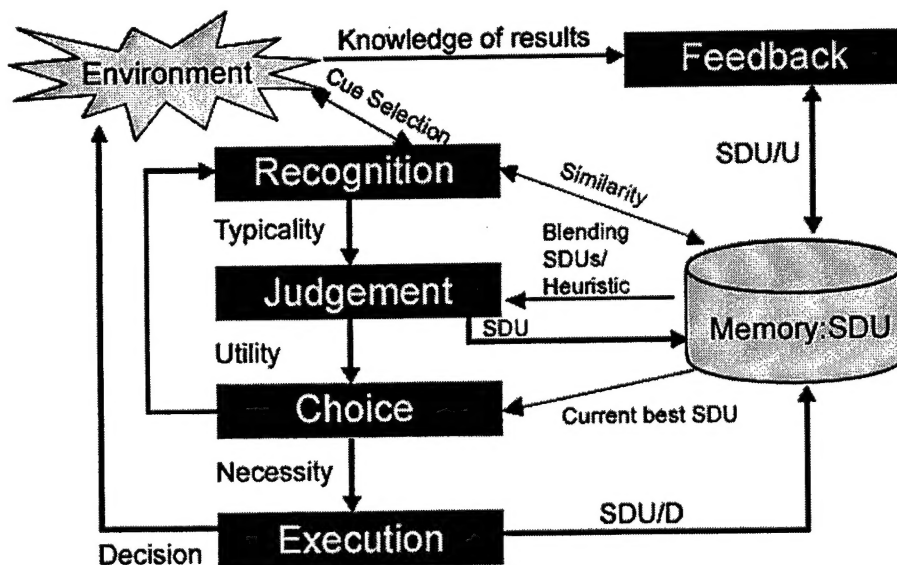 Knowledge of results
Environment
Feedback
Cue Selection
SDU/U
Recognition
Similarity
Typicality
Blending
SDUs/
Heuristic
Judgement
SDU
Memory:SDU
Utility
Choice
Current best SDU
Necessity
SDU/D
Execution
Decision